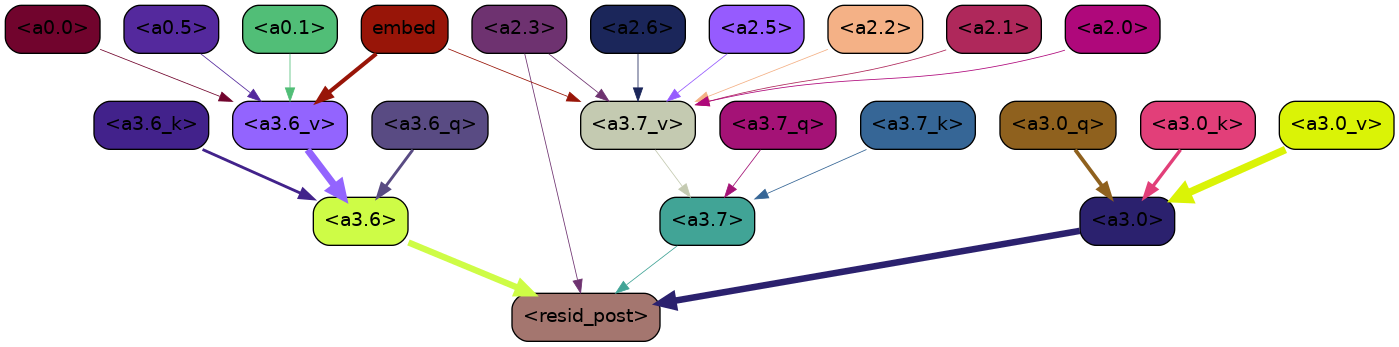 <a0.0> <a0.5> <a0.1> embed <a2.3> <a2.6> <a2.5> <a2.2> <a2.1> <a2.0>
<a3.6_k> <a3.6_v> <a3.6_q> <a3.7_v> <a3.7_q> <a3.7_k> <a3.0_q> <a3.0_k> <a3.0_v>
<a3.6> <a3.7> <a3.0>
<resid_post>